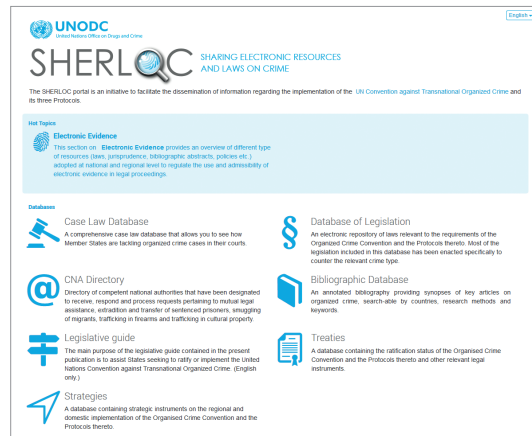 English
UNODC
United Nations Office on Drugs and Crime
SHERLOC
SHARING ELECTRONIC RESOURCES
AND LAWS ON CRIME
The SHERLOC portal is an initiative to facilitate the dissemination of information regarding the implementation of the UN Convention against Transnational Organized Crime and
its three Protocols.
Hot Topics
Electronic Evidence
This section on Electronic Evidence provides an overview of different type
of resources (laws, jurisprudence, bibliographic abstracts, policies etc.)
adopted at national and regional level to regulate the use and admissibility of
electronic evidence in legal proceedings.
Databases
Case Law Database
A comprehensive case law database that allows you to see how
Member States are tackling organized crime cases in their courts.
Database of Legislation
An electronic repository of laws relevant to the requirements of the
Organized Crime Convention and the Protocols thereto. Most of the
legislation included in this database has been enacted specifically to
counter the relevant crime type.
@
CNA Directory
Directory of competent national authorities that have been designated
to receive, respond and process requests pertaining to mutual legal
assistance, extradition and transfer of sentenced prisoners, smuggling
of migrants, trafficking in firearms and trafficking in cultural property.
§
Bibliographic Database
An annotated bibliography providing synopses of key articles on
organized crime, search-able by countries, research methods and
keywords.
Legislative guide
The main purpose of the legislative guide contained in the present
publication is to assist States seeking to ratify or implement the United
Nations Convention against Transnational Organized Crime. (English
only.)
Treaties
A database containing the ratification status of the Organised Crime
Convention and the Protocols thereto and other relevant legal
instruments.
Strategies
A database containing strategic instruments on the regional and
domestic implementation of the Organised Crime Convention and the
Protocols thereto.